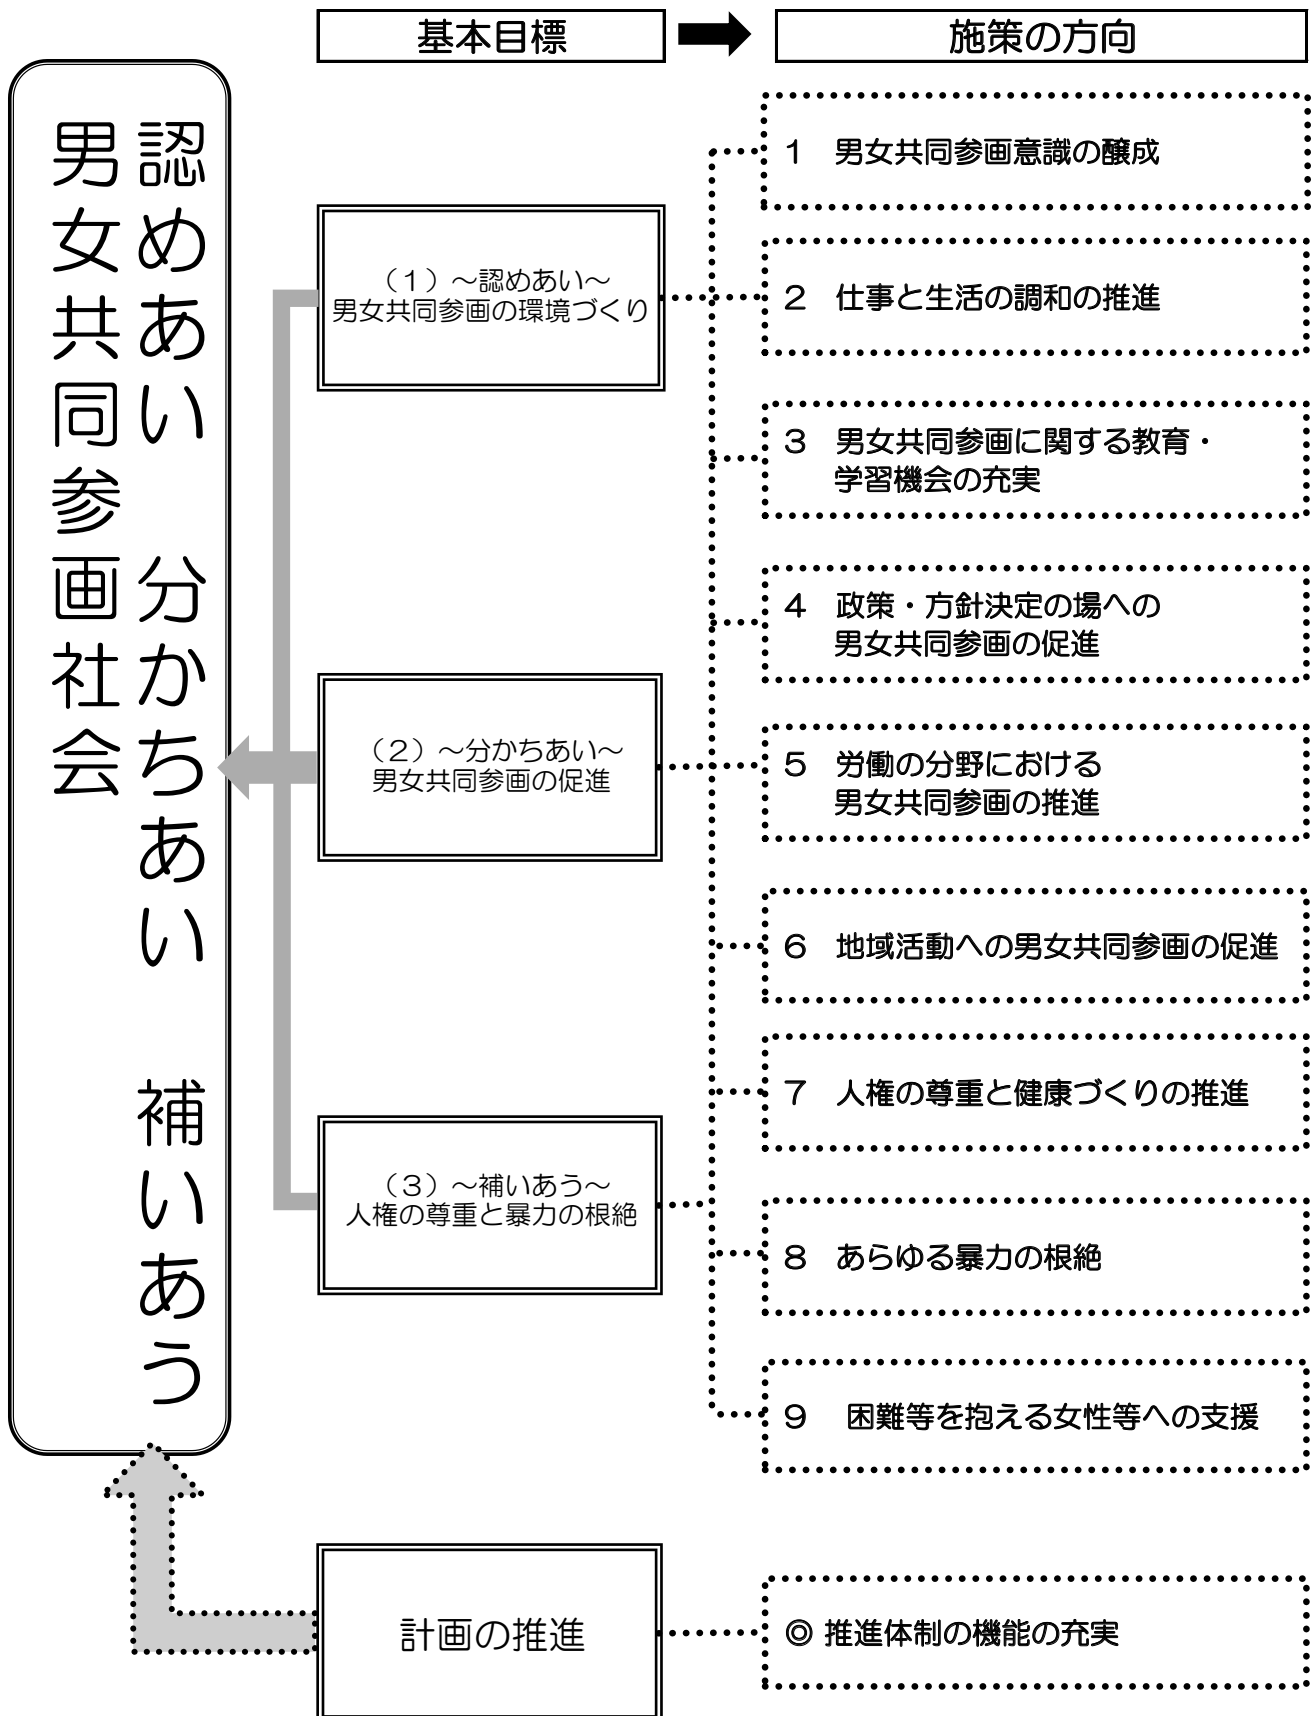 基本目標
施策の方向
認めあい　分かちあい　補いあう
男女共同参画社会
（１）～認めあい～
男女共同参画の環境づくり
１　男女共同参画意識の醸成
２　仕事と生活の調和の推進
３　男女共同参画に関する教育・
学習機会の充実
（２）～分かちあい～
男女共同参画の促進
４　政策・方針決定の場への
男女共同参画の促進
５　労働の分野における
男女共同参画の推進
６　地域活動への男女共同参画の促進
（３）～補いあう～
人権の尊重と暴力の根絶
７　人権の尊重と健康づくりの推進
８　あらゆる暴力の根絶
９　困難等を抱える女性等への支援
計画の推進
◎ 推進体制の機能の充実